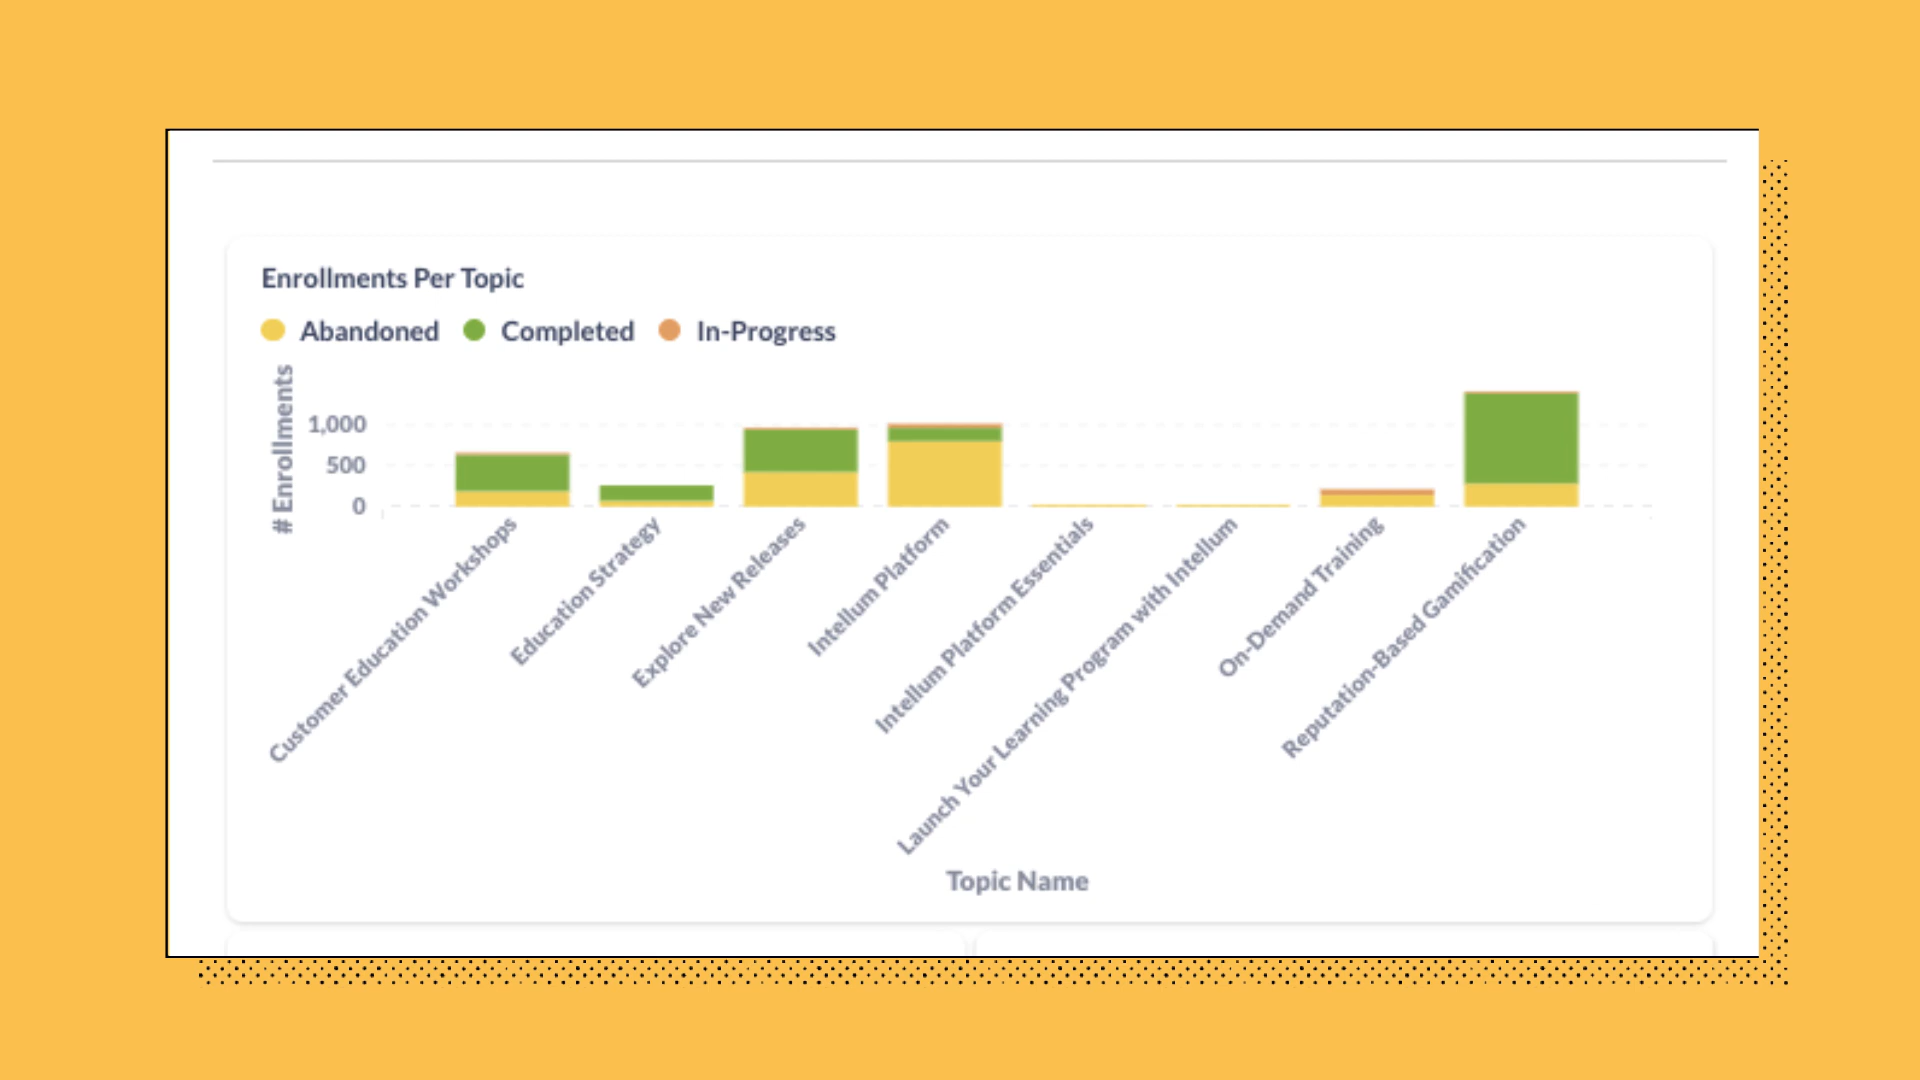 Enrollments Per Topic
Abandoned Completed In-Progress
# Enrollments
1,000
500
0
Customer Education Workshops
Education Strategy
Explore New Releases
Intellum Platform
Intellum Platform Essentials
Launch Your Learning Program with Intellum
On-Demand Training
Reputation-Based Gamification
Topic Name